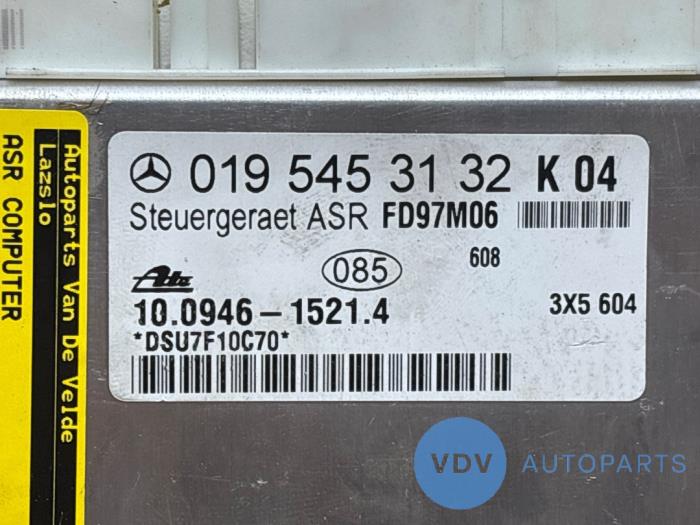 019 545 31 32 K 04
Steuergeraet ASR FD97M06
608
085
Ate
10.0946-1521.4
3X5 604
*DSU7F10C70*
Autoparts Van De Velde
Lazslo
ASR COMPUTER
VDV AUTOPARTS